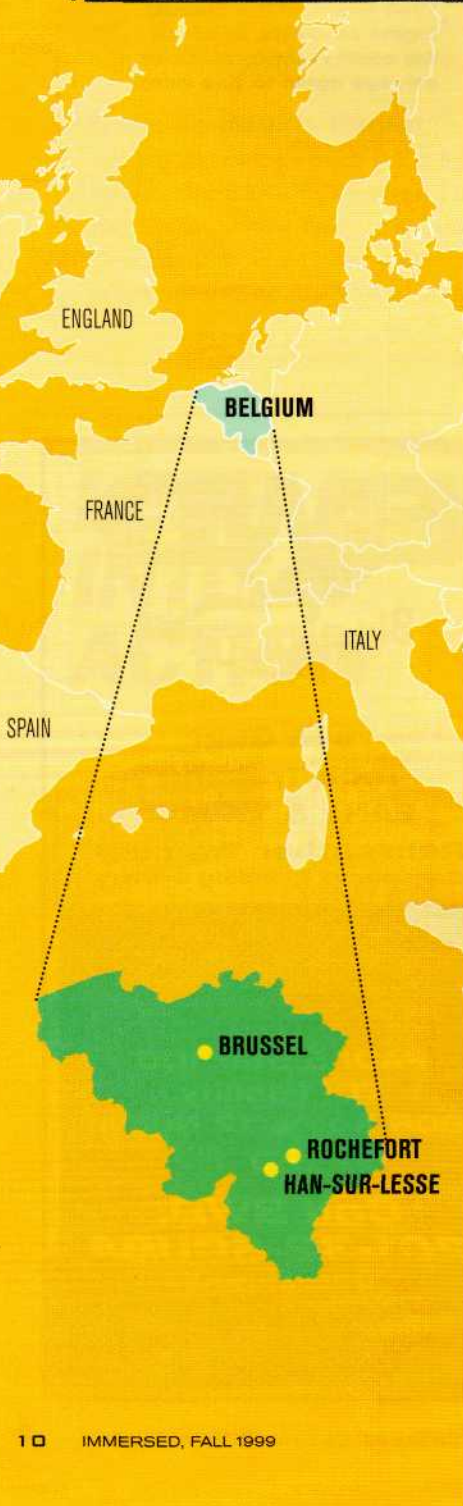 ENGLAND
BELGIUM
FRANCE
ITALY
SPAIN
BRUSSEL
ROCHEFORT
HAN-SUR-LESSE
10 IMMERSED, FALL 1999